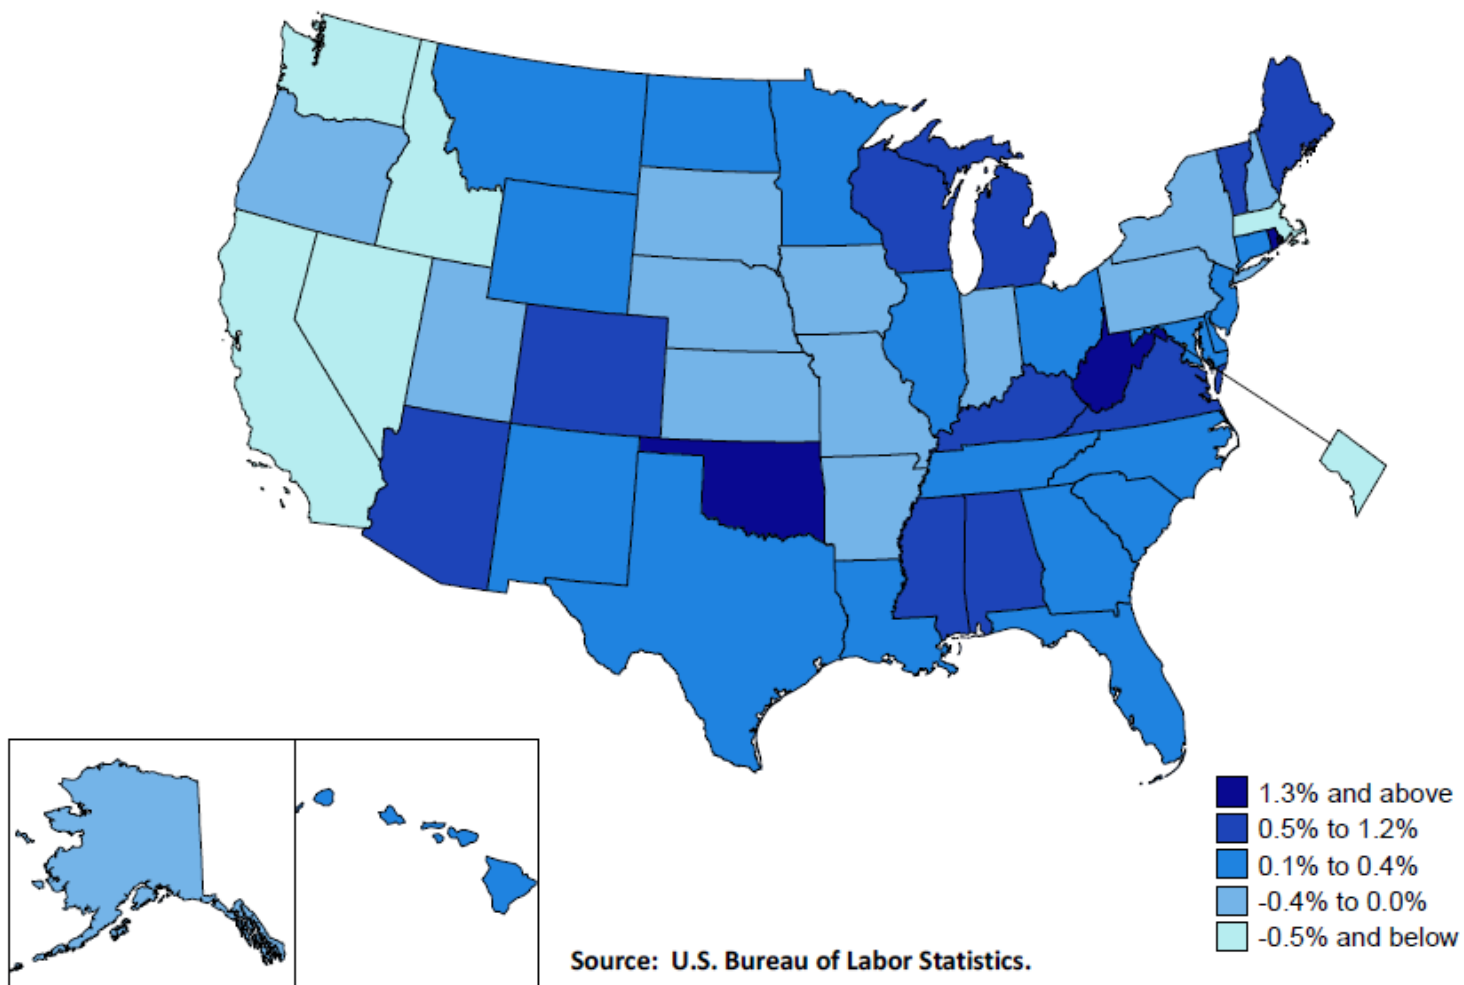 1.3% and above
0.5% to 1.2%
0.1% to 0.4%
-0.4% to 0.0%
-0.5% and below
Source:  U.S. Bureau of Labor Statistics.